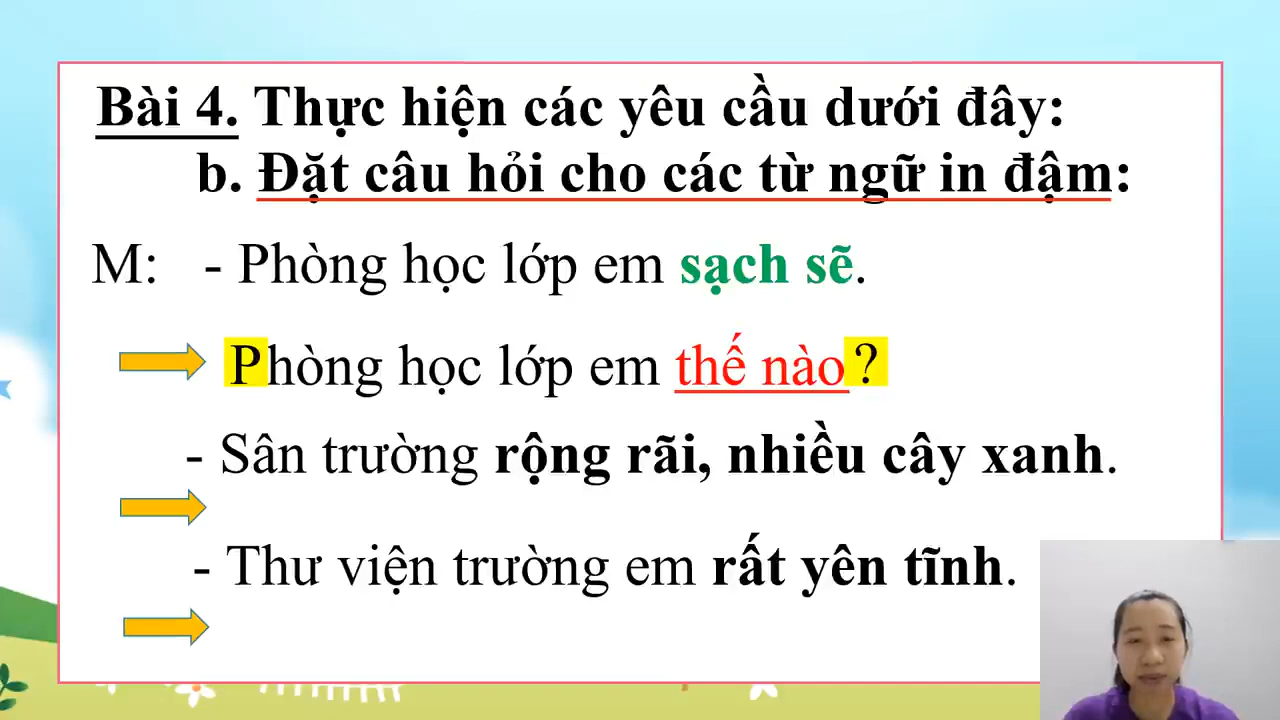 Bài 4. Thực hiện các yêu cầu dưới đây:
b. Đặt câu hỏi cho các từ ngữ in đậm:
M: - Phòng học lớp em sạch sẽ.
Phòng học lớp em thế nào?
- Sân trường rộng rãi, nhiều cây xanh.
- Thư viện trường em rất yên tĩnh.